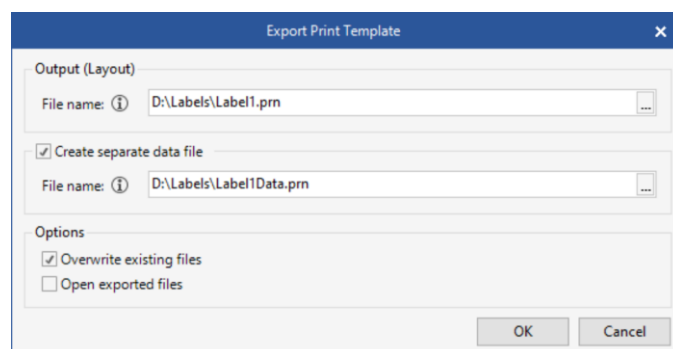 Export Print Template
Output (Layout)
File name: D:\Labels\Label1.prn ...
Create separate data file
File name: D:\Labels\Label1Data.prn ...
Options
Overwrite existing files
Open exported files
OK Cancel